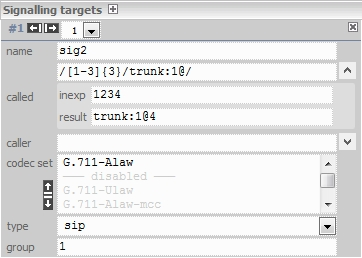 Signalling targets
#1 1
name sig2
/[1-3]{3}/trunk:1@/
called inexp 1234
result trunk:1@4
caller
codec set G.711-Alaw
disabled
G.711-Ulaw
G.711-Alaw-mcc
type sip
group 1